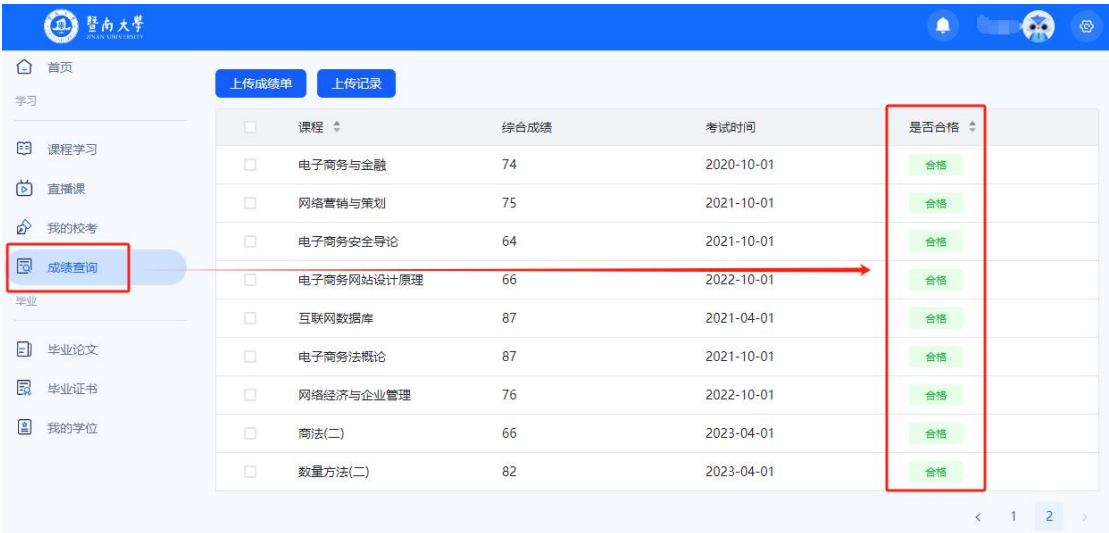 暨南大学
JINAN UNIVERSITY
首页
学习
课程学习
直播课
我的校考
成绩查询
毕业
毕业论文
毕业证书
我的学位
上传成绩单 上传记录
课程 综合成绩 考试时间 是否合格
电子商务与金融 74 2020-10-01 合格
网络营销与策划 75 2021-10-01 合格
电子商务安全导论 64 2021-10-01 合格
电子商务网站设计原理 66 2022-10-01 合格
互联网数据库 87 2021-04-01 合格
电子商务法概论 87 2021-10-01 合格
网络经济与企业管理 76 2022-10-01 合格
商法(二) 66 2023-04-01 合格
数量方法(二) 82 2023-04-01 合格
< 1 2 >